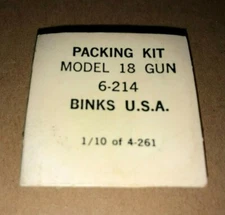 PACKING KIT
MODEL 18 GUN
6-214
BINKS U.S.A.
1/10 of 4-261